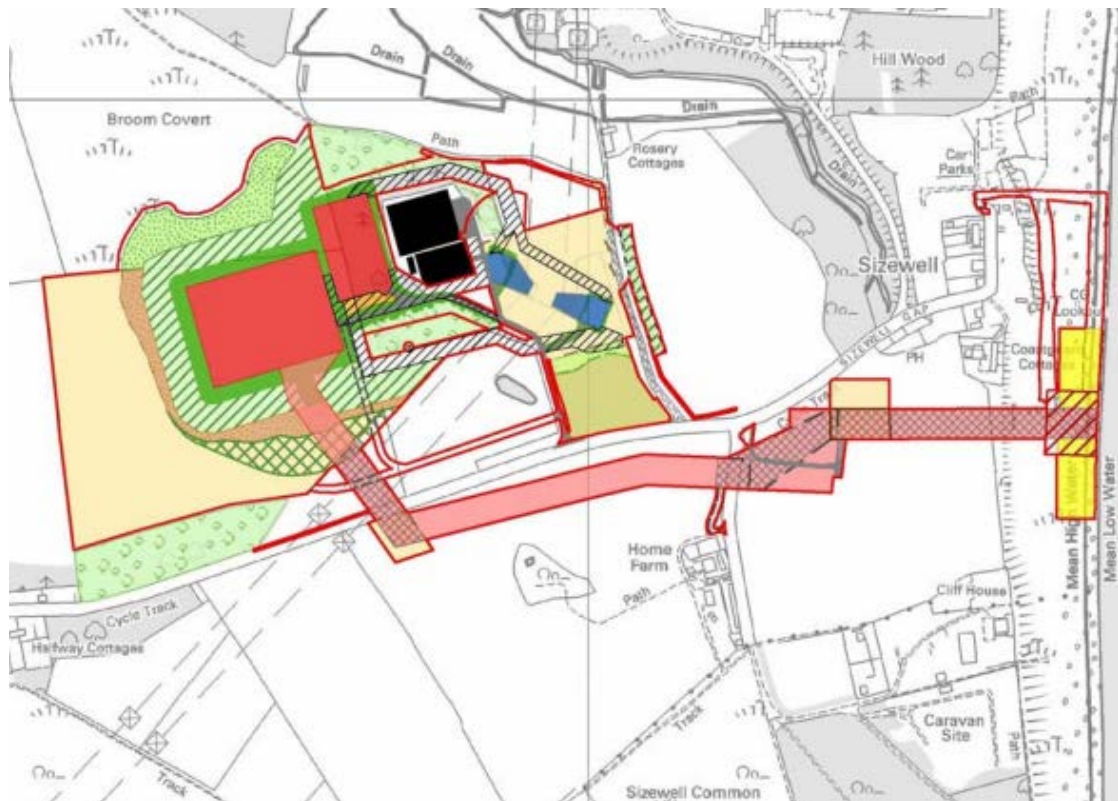 Drain
Drain
Hill Wood
Broom Covert
Drain
Path
Path
Rosery
Cottages
Car
Parks
Drain
Sizewell
CG
Lookout
SIZEWELL GAP
PH
Coastguard
Cottages
Mean High Water
Mean Low Water
Home
Farm
Path
Cliff House
Cycle Track
Halfway Cottages
Track
Track
Caravan
Site
Path
Sizewell Common